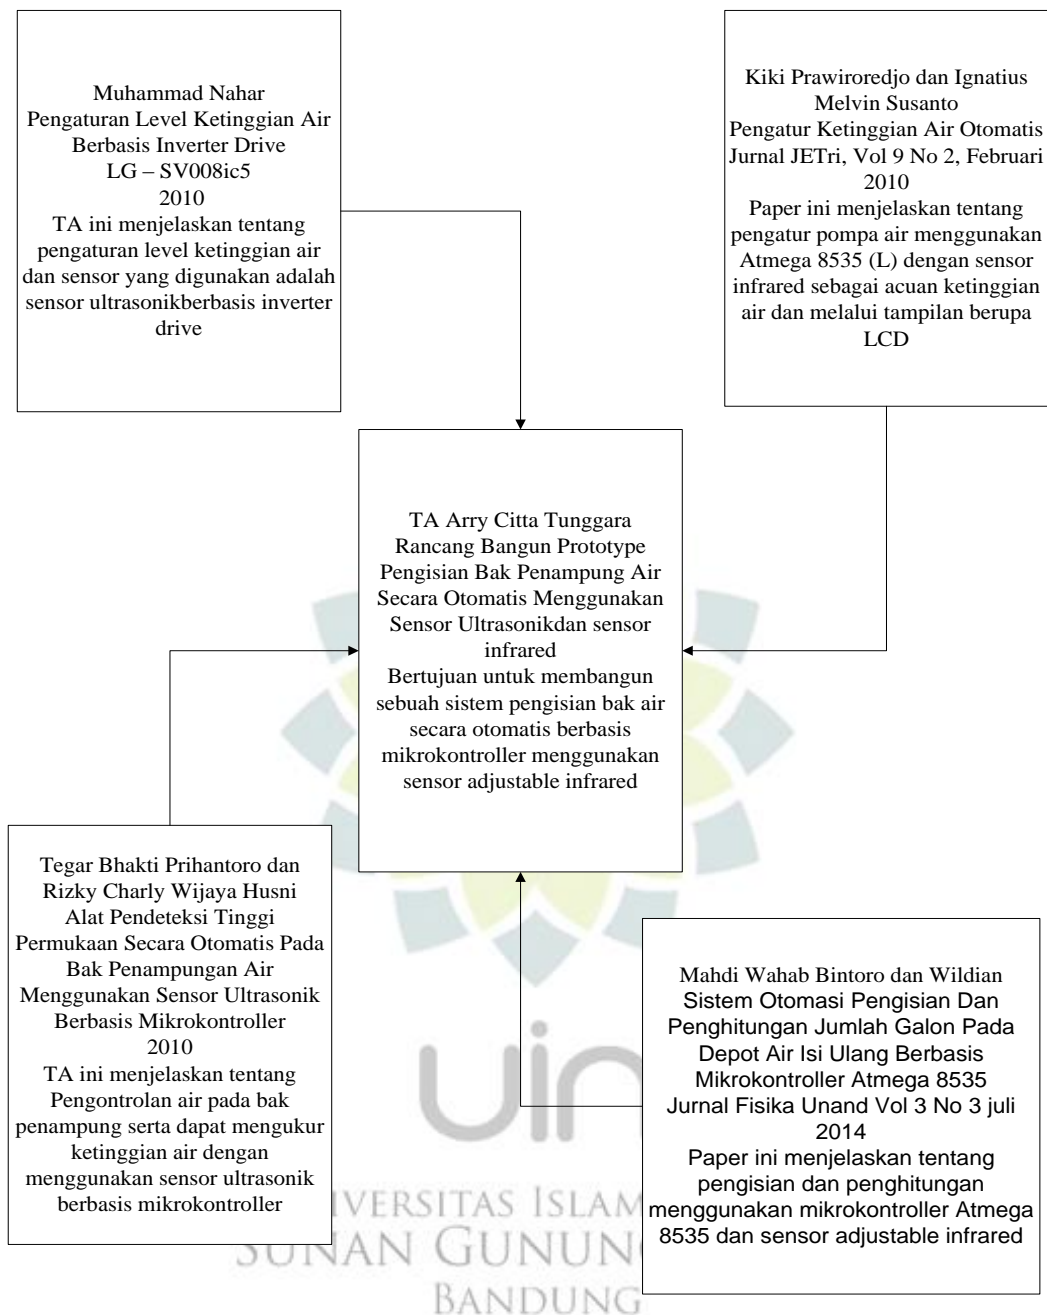 Muhammad Nahar
Pengaturan Level Ketinggian Air
Berbasis Inverter Drive
LG – SV008ic5
2010
TA ini menjelaskan tentang
pengaturan level ketinggian air
dan sensor yang digunakan adalah
sensor ultrasonikberbasis inverter
drive
Kiki Prawiroredjo dan Ignatius
Melvin Susanto
Pengatur Ketinggian Air Otomatis
Jurnal JETri, Vol 9 No 2, Februari
2010
Paper ini menjelaskan tentang
pengatur pompa air menggunakan
Atmega 8535 (L) dengan sensor
infrared sebagai acuan ketinggian
air dan melalui tampilan berupa
LCD
TA Arry Citta Tunggara
Rancang Bangun Prototype
Pengisian Bak Penampung Air
Secara Otomatis Menggunakan
Sensor Ultrasonikdan sensor
infrared
Bertujuan untuk membangun
sebuah sistem pengisian bak air
secara otomatis berbasis
mikrokontroller menggunakan
sensor adjustable infrared
Tegar Bhakti Prihantoro dan
Rizky Charly Wijaya Husni
Alat Pendeteksi Tinggi
Permukaan Secara Otomatis Pada
Bak Penampungan Air
Menggunakan Sensor Ultrasonik
Berbasis Mikrokontroller
2010
TA ini menjelaskan tentang
Pengontrolan air pada bak
penampung serta dapat mengukur
ketinggian air dengan
menggunakan sensor ultrasonik
berbasis mikrokontroller
Mahdi Wahab Bintoro dan Wildian
Sistem Otomasi Pengisian Dan
Penghitungan Jumlah Galon Pada
Depot Air Isi Ulang Berbasis
Mikrokontroller Atmega 8535
Jurnal Fisika Unand Vol 3 No 3 juli
2014
Paper ini menjelaskan tentang
pengisian dan penghitungan
menggunakan mikrokontroller Atmega
8535 dan sensor adjustable infrared
uin
IVERSITAS ISLAM
SUNAN GUNUN
BANDUNG